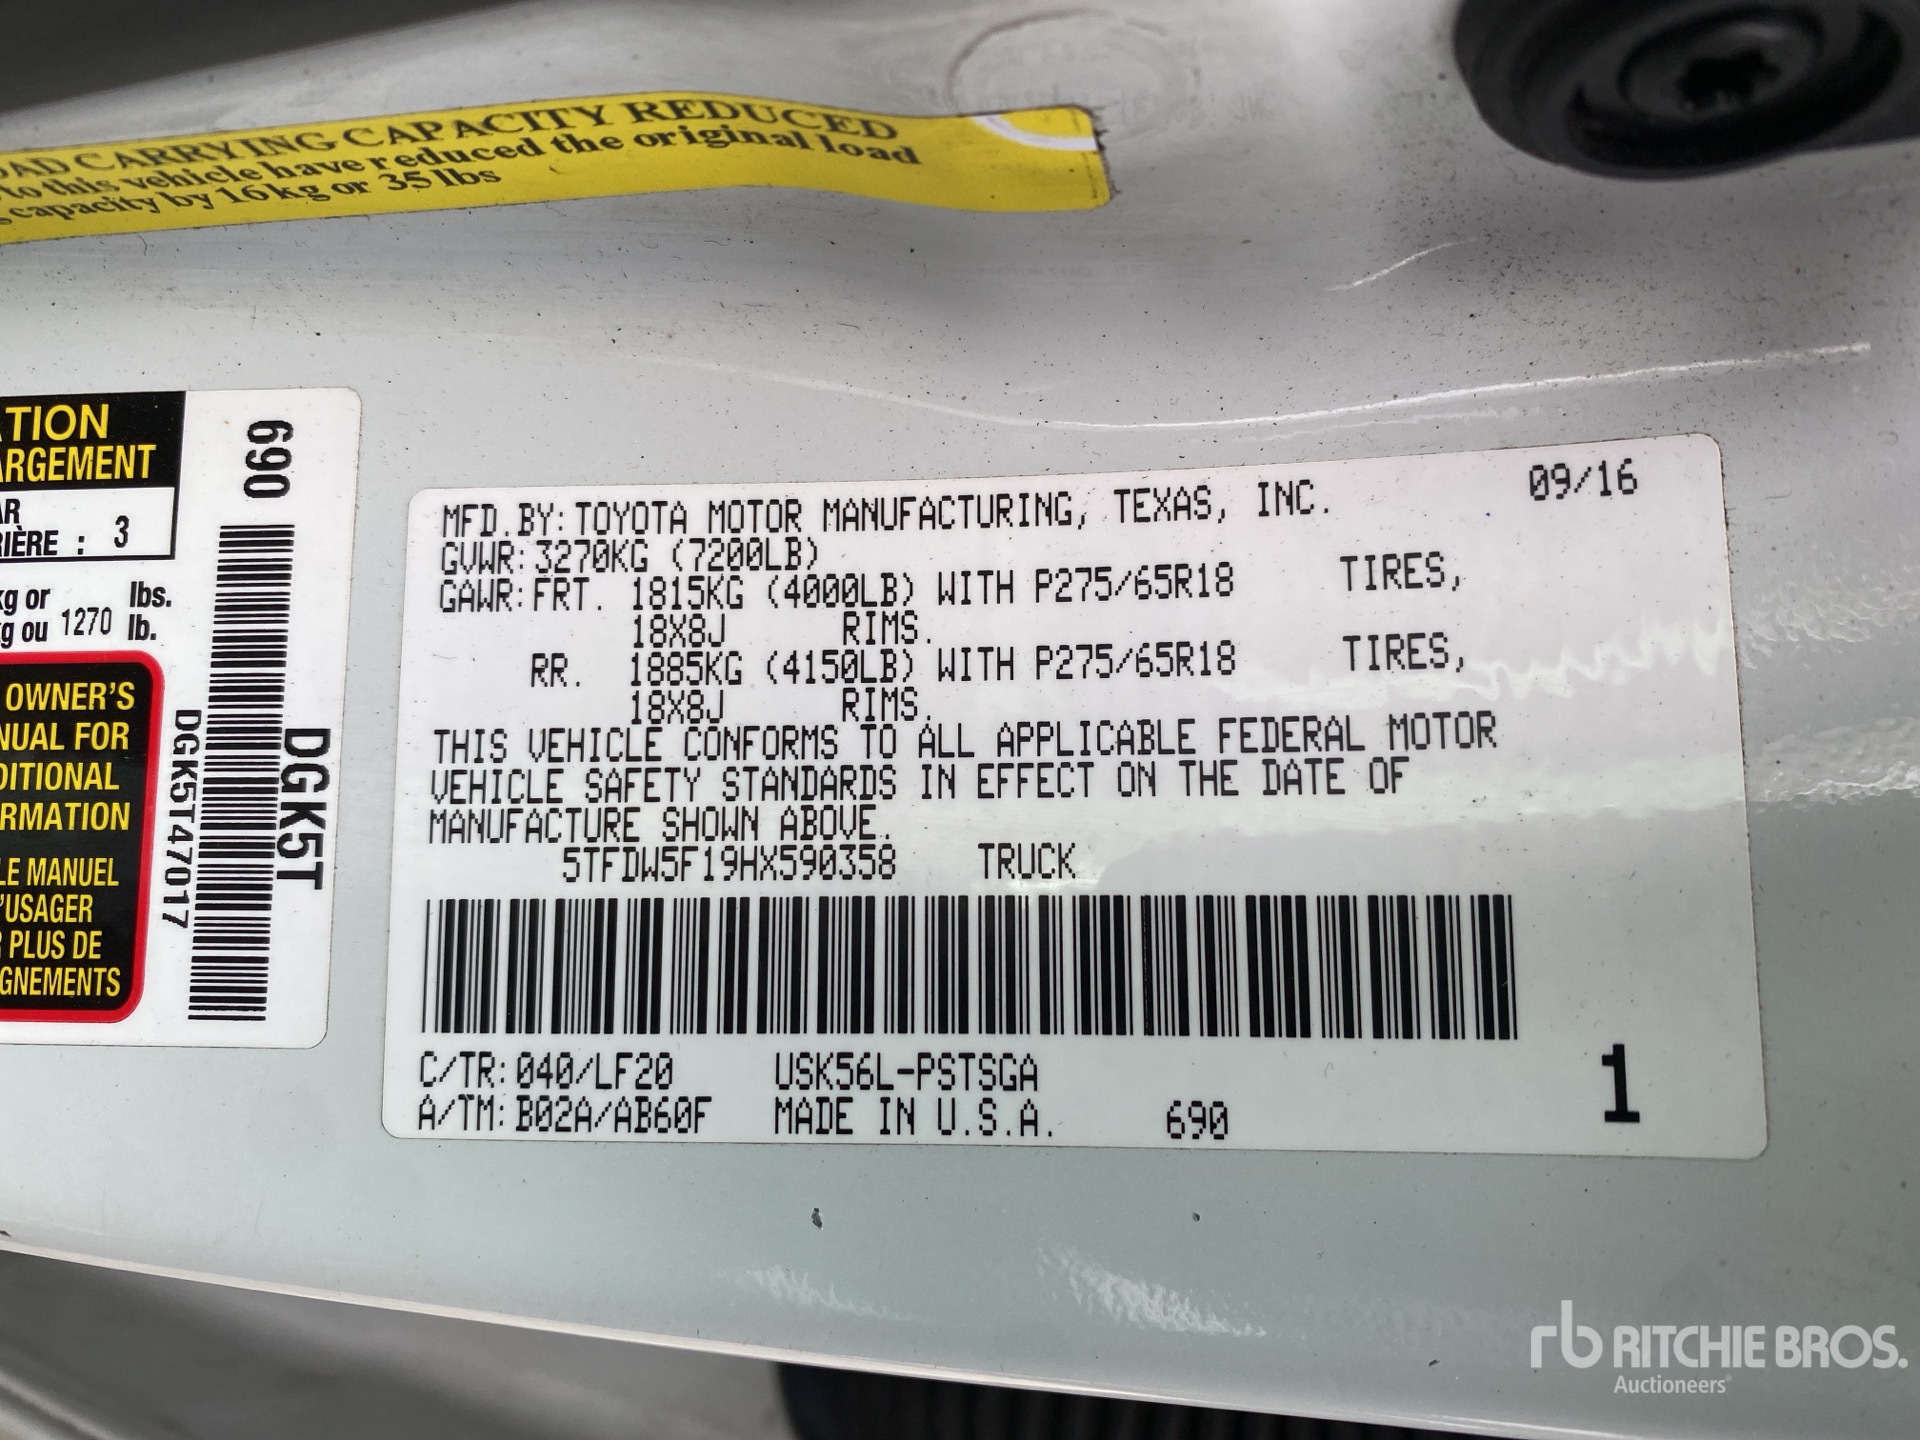 OAD CARRYING CAPACITY REDUCED
to this vehicle have reduced the original load
capacity by 16kg or 35 lbs
ATION
ARGEMENT
AR
RIÈRE : 3
kg or 1270 lbs.
kg ou lb.
OWNER'S
NUAL FOR
DITIONAL
RMATION
LE MANUEL
'USAGER
R PLUS DE
GNEMENTS
690
DGK5T
DGK5T47017
MFD.BY:TOYOTA MOTOR MANUFACTURING, TEXAS, INC. 09/16
GVWR:3270KG (7200LB)
GAWR:FRT. 1815KG (4000LB) WITH P275/65R18 TIRES,
18X8J RIMS.
RR. 1885KG (4150LB) WITH P275/65R18 TIRES,
18X8J RIMS.
THIS VEHICLE CONFORMS TO ALL APPLICABLE FEDERAL MOTOR
VEHICLE SAFETY STANDARDS IN EFFECT ON THE DATE OF
MANUFACTURE SHOWN ABOVE.
5TFDW5F19HX590358 TRUCK
C/TR:040/LF20 USK56L-PSTSGA
A/TM:B02A/AB60F MADE IN U.S.A. 690
1
rb RITCHIE BROS.
Auctioneers